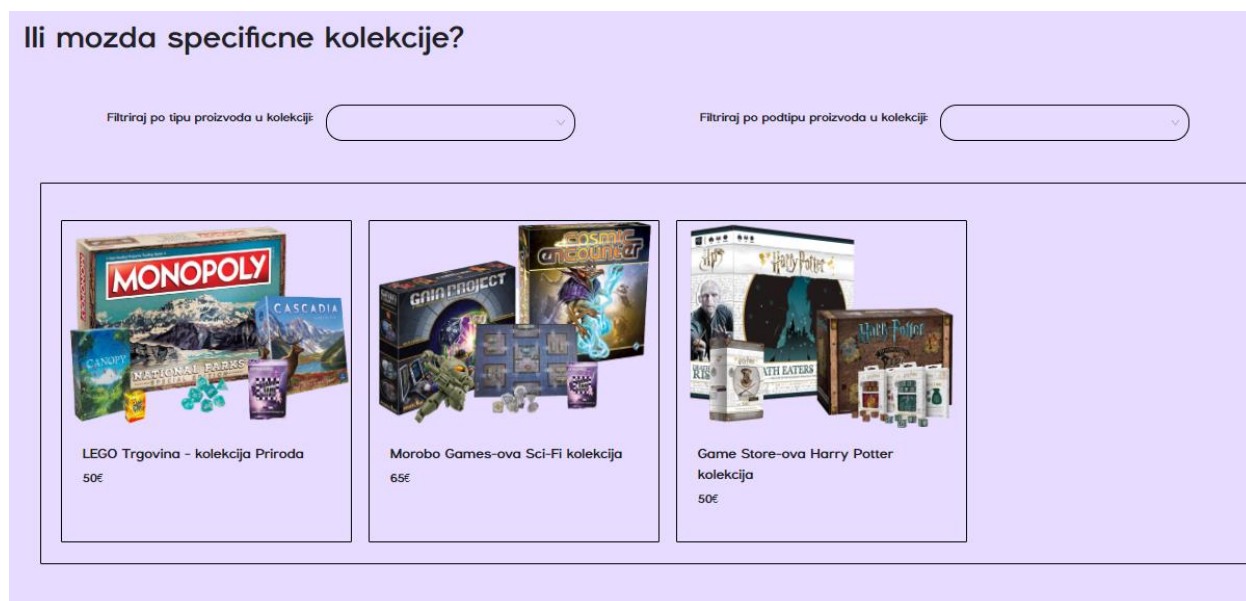 Ili mozda specificne kolekcije?
Filtriraj po tipu proizvoda u kolekciji:
Filtriraj po podtipu proizvoda u kolekciji:
MONOPOLY
CASCADIA
CANOPY
NATIONAL PARKS
SPECIAL EDITION
LEGO Trgovina - kolekcija Priroda
50€
cosmic
encounter
GAIA PROJECT
Morobo Games-ova Sci-Fi kolekcija
65€
Harry Potter
Harry Potter
DEATH EATERS
Game Store-ova Harry Potter
kolekcija
50€